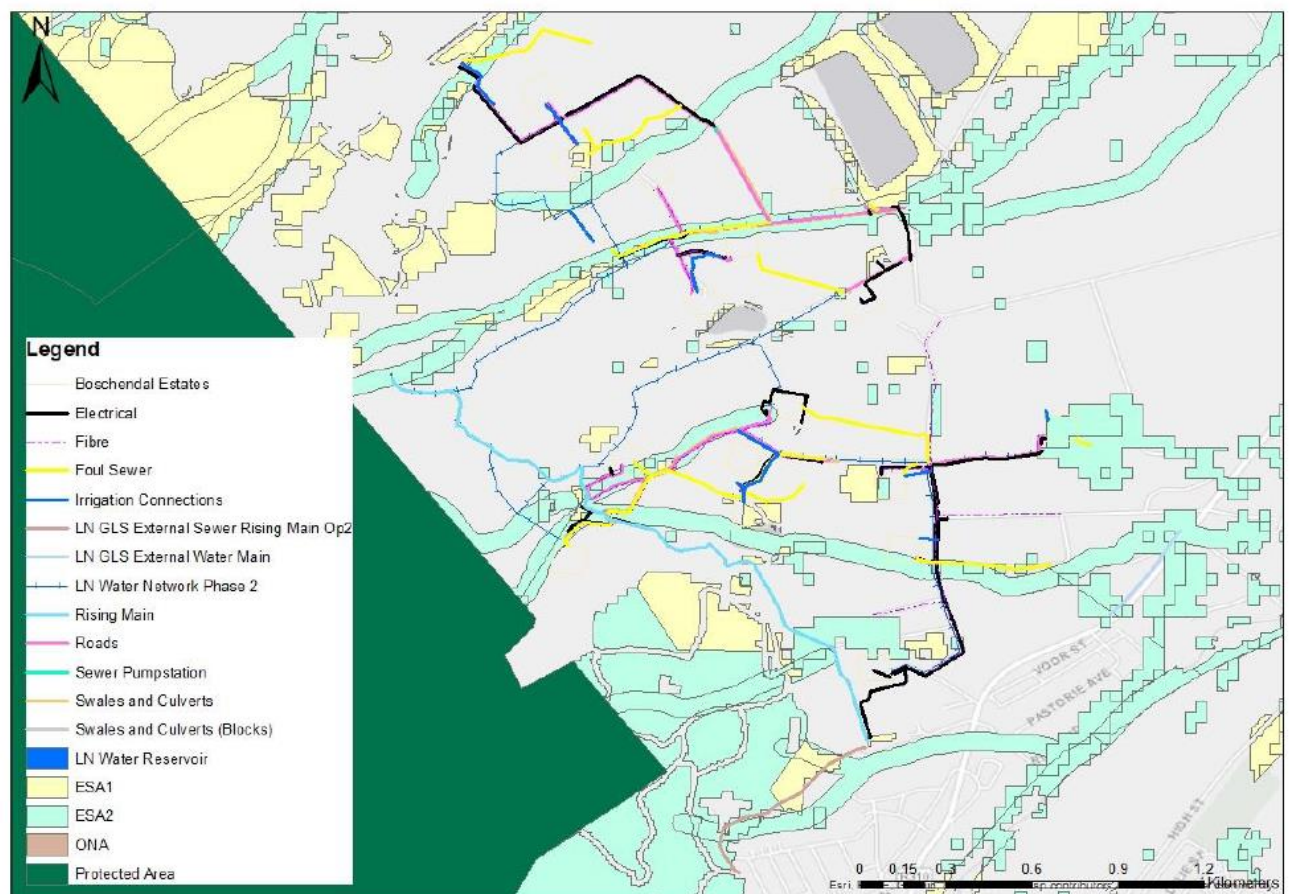 N
Legend
Boschendal Estates
Electrical
Fibre
Foul Sewer
Irrigation Connections
LN GLS External Sewer Rising Main Op2
LN GLS External Water Main
LN Water Network Phase 2
Rising Main
Roads
Sewer Pumpstation
Swales and Culverts
Swales and Culverts (Blocks)
LN Water Reservoir
ESA1
ESA2
ONA
Protected Area
VOOR ST
PASTORIE AVE
HIGH ST
0 0.15 0.3 0.6 0.9 1.2
Kilometers
Esri,
contributors